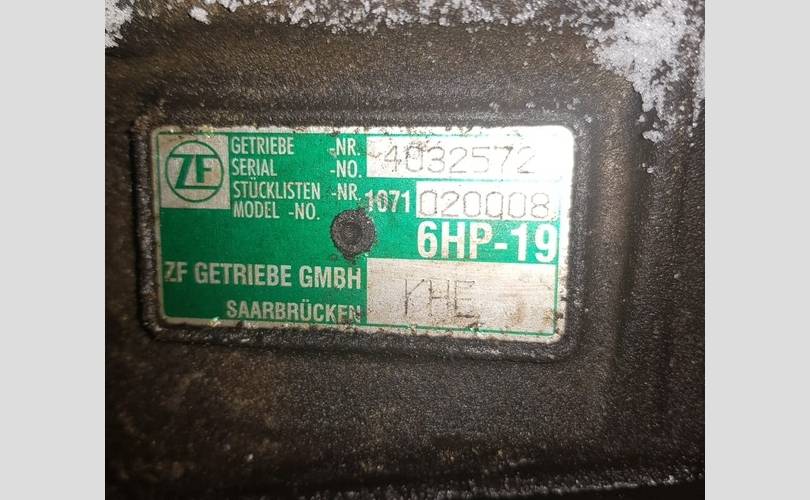 ZF
GETRIEBE -NR.
SERIAL -NO. 4032572
STÜCKLISTEN -NR.
MODEL -NO. 1071 020008
6HP-19
ZF GETRIEBE GMBH
SAARBRÜCKEN KHE